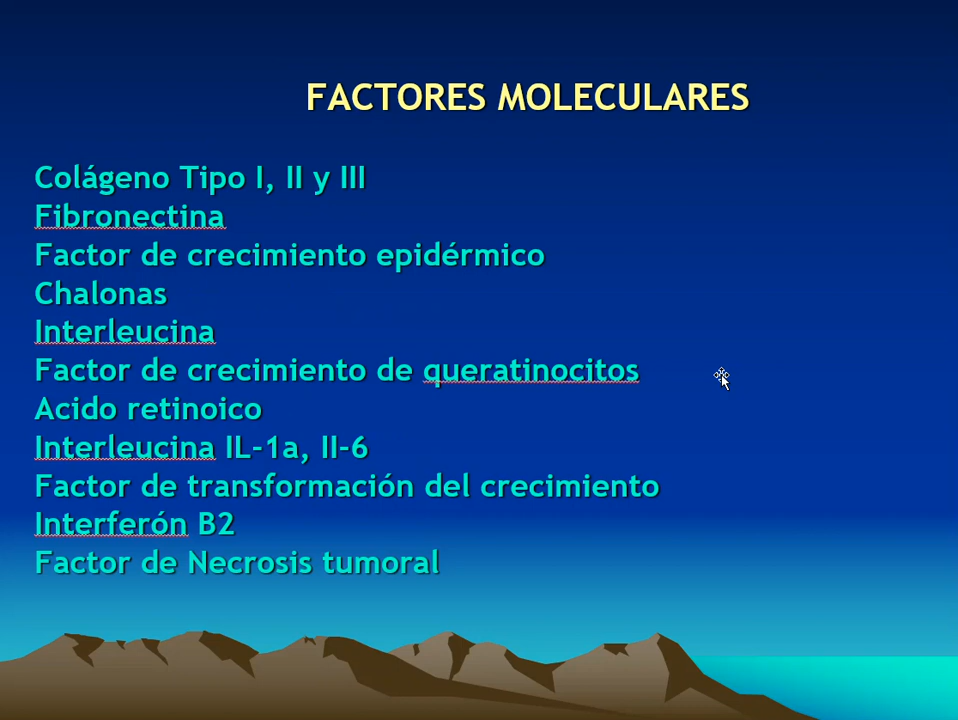 FACTORES MOLECULARES
Colágeno Tipo I, II y III
Fibronectina
Factor de crecimiento epidérmico
Chalonas
Interleucina
Factor de crecimiento de queratinocitos
Acido retinoico
Interleucina IL-1a, II-6
Factor de transformación del crecimiento
Interferón B2
Factor de Necrosis tumoral